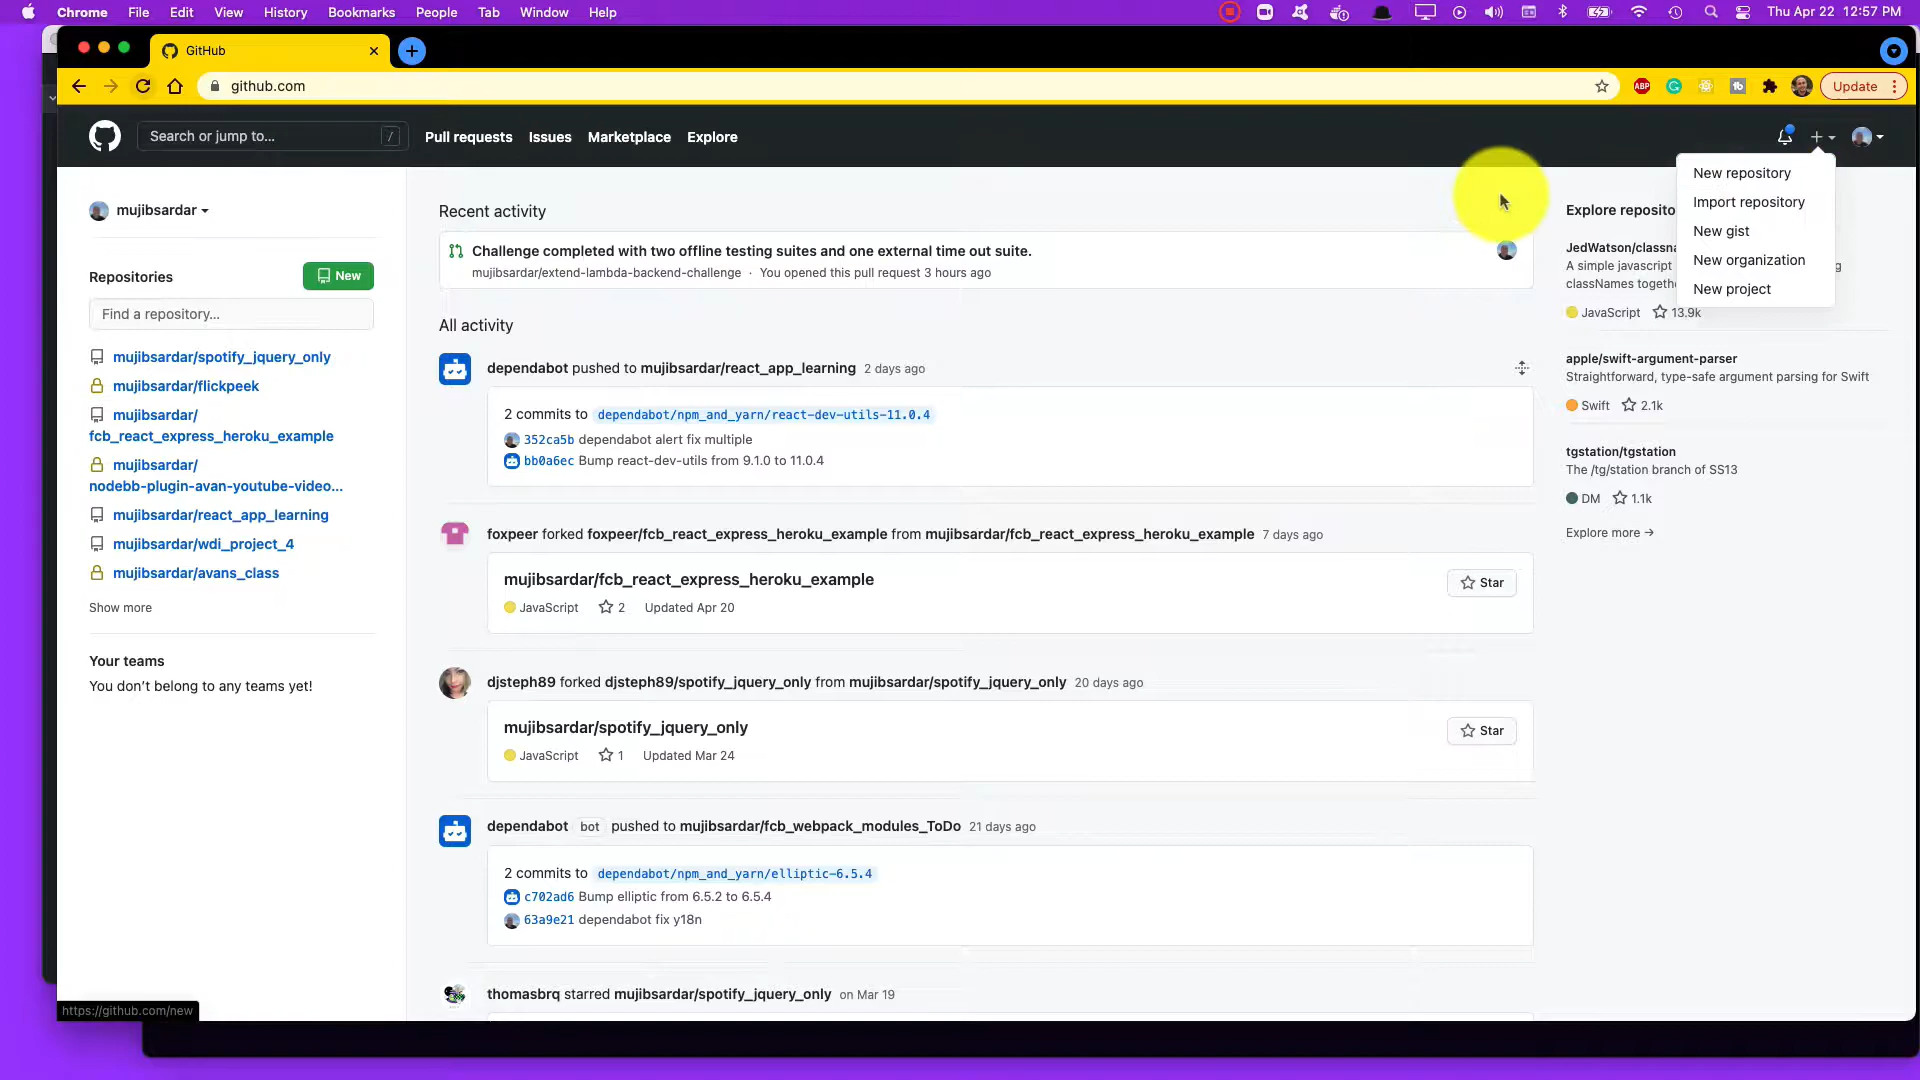 Chrome File Edit View History Bookmarks People Tab Window Help
Thu Apr 22 12:57 PM
GitHub
github.com
ABP
Update
Search or jump to...
/
Pull requests Issues Marketplace Explore
New repository
Import repository
New gist
New organization
New project
mujibsardar
Repositories
New
Find a repository...
mujibsardar/spotify_jquery_only
mujibsardar/flickpeek
mujibsardar/
fcb_react_express_heroku_example
mujibsardar/
nodebb-plugin-avan-youtube-video...
mujibsardar/react_app_learning
mujibsardar/wdi_project_4
mujibsardar/avans_class
Show more
Your teams
You don't belong to any teams yet!
Recent activity
Challenge completed with two offline testing suites and one external time out suite.
mujibsardar/extend-lambda-backend-challenge · You opened this pull request 3 hours ago
All activity
dependabot pushed to mujibsardar/react_app_learning 2 days ago
2 commits to dependabot/npm_and_yarn/react-dev-utils-11.0.4
352ca5b dependabot alert fix multiple
bb0a6ec Bump react-dev-utils from 9.1.0 to 11.0.4
foxpeer forked foxpeer/fcb_react_express_heroku_example from mujibsardar/fcb_react_express_heroku_example 7 days ago
mujibsardar/fcb_react_express_heroku_example
Star
JavaScript 2 Updated Apr 20
djsteph89 forked djsteph89/spotify_jquery_only from mujibsardar/spotify_jquery_only 20 days ago
mujibsardar/spotify_jquery_only
Star
JavaScript 1 Updated Mar 24
dependabot bot pushed to mujibsardar/fcb_webpack_modules_ToDo 21 days ago
2 commits to dependabot/npm_and_yarn/elliptic-6.5.4
c702ad6 Bump elliptic from 6.5.2 to 6.5.4
63a9e21 dependabot fix y18n
thomasbrq starred mujibsardar/spotify_jquery_only on Mar 19
Explore reposito
JedWatson/classna
A simple javascript g
classNames togethe
JavaScript 13.9k
apple/swift-argument-parser
Straightforward, type-safe argument parsing for Swift
Swift 2.1k
tgstation/tgstation
The /tg/station branch of SS13
DM 1.1k
Explore more →
https://github.com/new